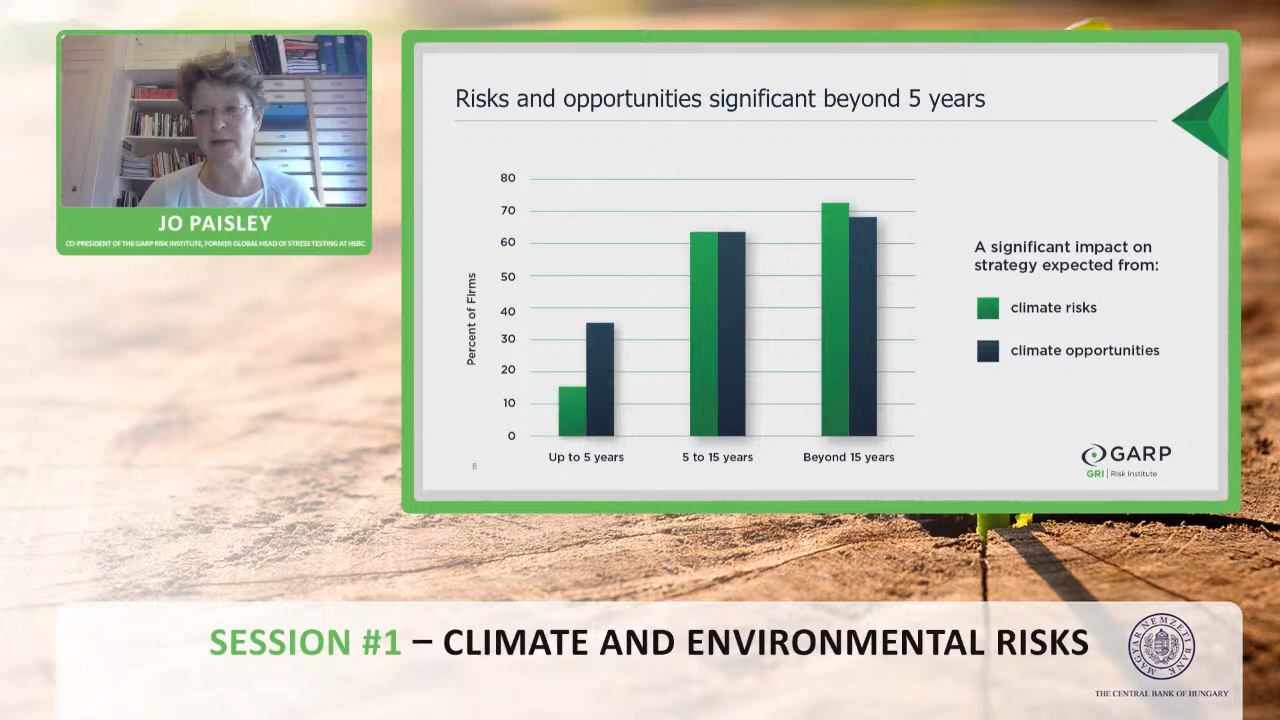 JO PAISLEY
CO-PRESIDENT OF THE GARP RISK INSTITUTE, FORMER GLOBAL HEAD OF STRESS TESTING AT HSBC
Risks and opportunities significant beyond 5 years
80
70
60
50
40
30
20
10
0
Percent of Firms
Up to 5 years
5 to 15 years
Beyond 15 years
A significant impact on
strategy expected from:
climate risks
climate opportunities
8
GARP
GRI | Risk Institute
SESSION #1 – CLIMATE AND ENVIRONMENTAL RISKS
MAGYAR NEMZETI BANK
THE CENTRAL BANK OF HUNGARY